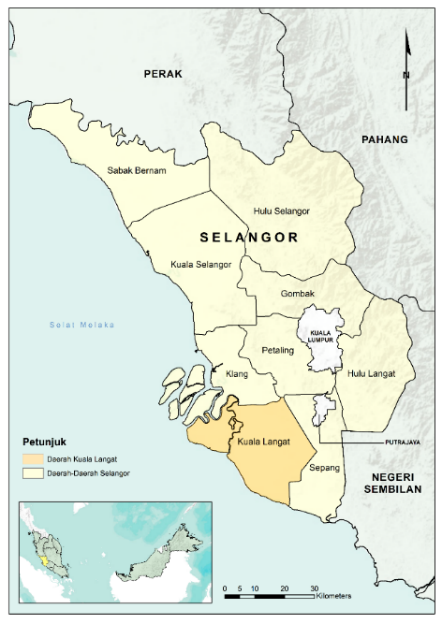 PERAK
N
PAHANG
Sabak Bernam
Hulu Selangor
SELANGOR
Kuala Selangor
Gombak
Selat Melaka
KUALA
LUMPUR
Petaling
Klang
Hulu Langat
Petunjuk
Kuala Langat
PUTRAJAYA
Daerah Kuala Langat
Sepang
Daerah-Daerah Selangor
NEGERI
SEMBILAN
0 5 10 20 30
Kilometers